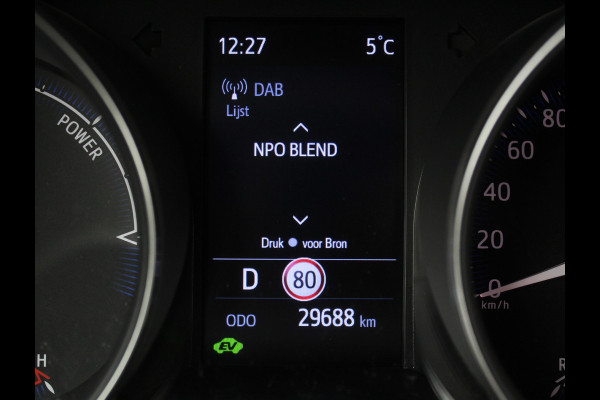 12:27 5°C
DAB
Lijst
NPO BLEND
Druk voor Bron
D 80
ODO 29688 km
EV
POWER
H
80
60
40
20
0
km/h
R